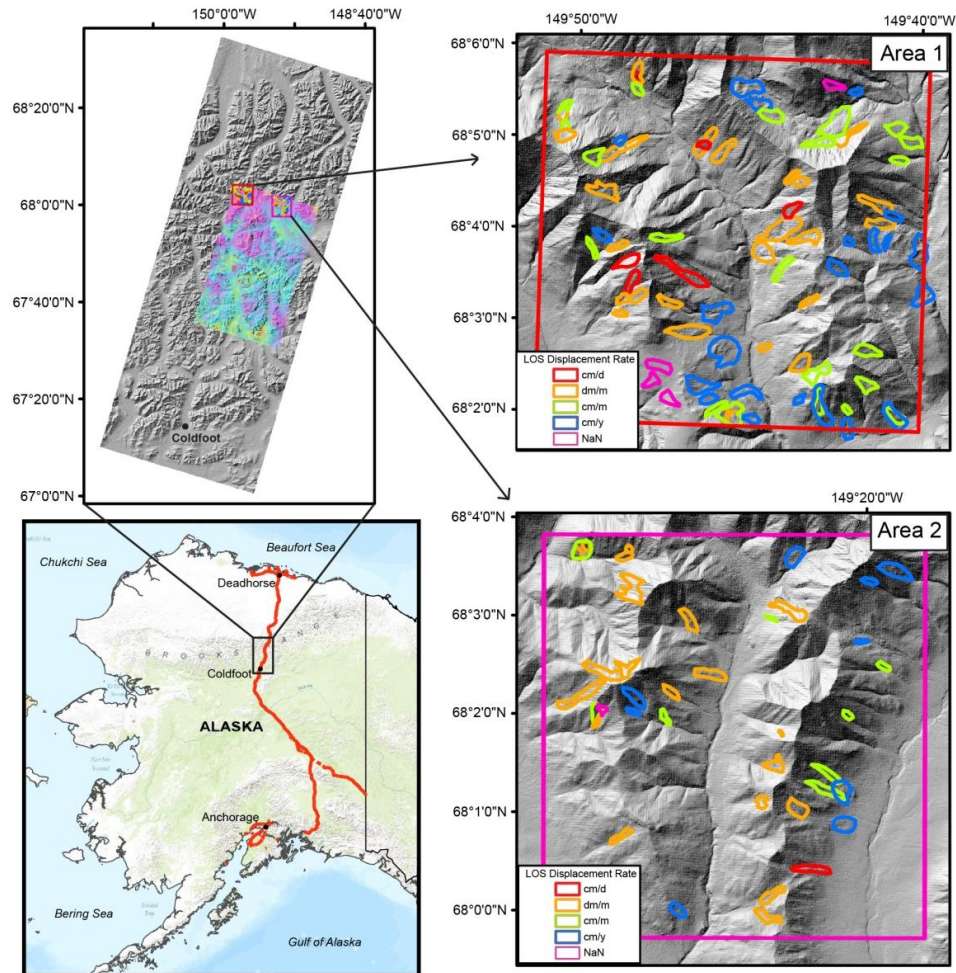 150°0'0"W
148°40'0"W
68°20'0"N
68°0'0"N
67°40'0"N
67°20'0"N
67°0'0"N
Coldfoot
149°50'0"W
149°40'0"W
68°6'0"N
68°5'0"N
68°4'0"N
68°3'0"N
68°2'0"N
Area 1
LOS Displacement Rate
cm/d
dm/m
cm/m
cm/y
NaN
Chukchi Sea
Beaufort Sea
Deadhorse
BROOKS RANGE
Coldfoot
ALASKA
Anchorage
Bering Sea
Gulf of Alaska
149°20'0"W
68°4'0"N
68°3'0"N
68°2'0"N
68°1'0"N
68°0'0"N
Area 2
LOS Displacement Rate
cm/d
dm/m
cm/m
cm/y
NaN